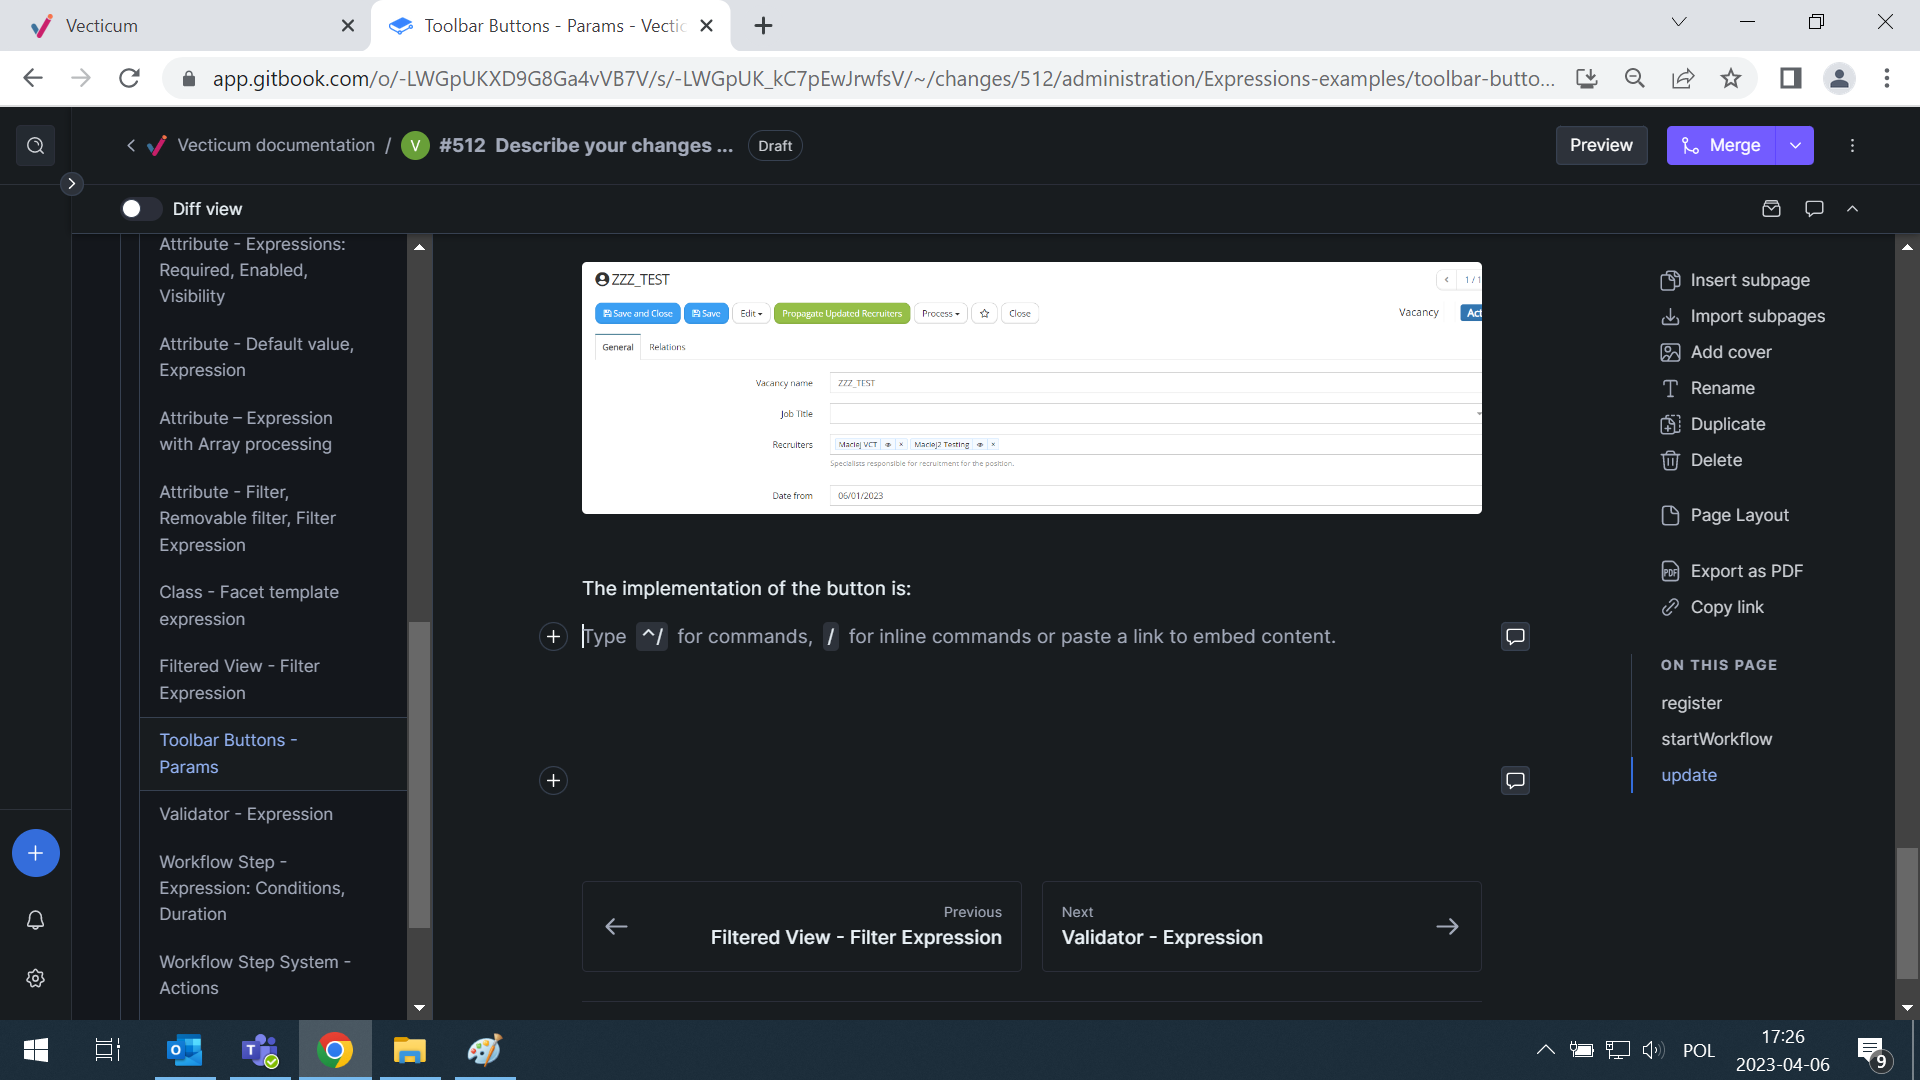 Vecticum
Toolbar Buttons - Params - Vectic
app.gitbook.com/o/-LWGpUKXD9G8Ga4vVB7V/s/-LWGpUK_kC7pEwJrwfsV/~/changes/512/administration/Expressions-examples/toolbar-butto...
Vecticum documentation / V #512 Describe your changes ... Draft
Preview
Merge
Diff view
Attribute - Expressions:
Required, Enabled,
Visibility
Attribute - Default value,
Expression
Attribute – Expression
with Array processing
Attribute - Filter,
Removable filter, Filter
Expression
Class - Facet template
expression
Filtered View - Filter
Expression
Toolbar Buttons -
Params
Validator - Expression
Workflow Step -
Expression: Conditions,
Duration
Workflow Step System -
Actions
ZZZ_TEST
1 / 1
Save and Close Save Edit Propagate Updated Recruiters Process Close
Vacancy Act
General Relations
Vacancy name ZZZ_TEST
Job Title
Recruiters Maciej VCT × Maciej2 Testing ×
Specialists responsible for recruitment for the position.
Date from 06/01/2023
The implementation of the button is:
Type ^/ for commands, / for inline commands or paste a link to embed content.
Previous
Filtered View - Filter Expression
Next
Validator - Expression
Insert subpage
Import subpages
Add cover
Rename
Duplicate
Delete
Page Layout
PDF Export as PDF
Copy link
ON THIS PAGE
register
startWorkflow
update
POL
17:26
2023-04-06
9